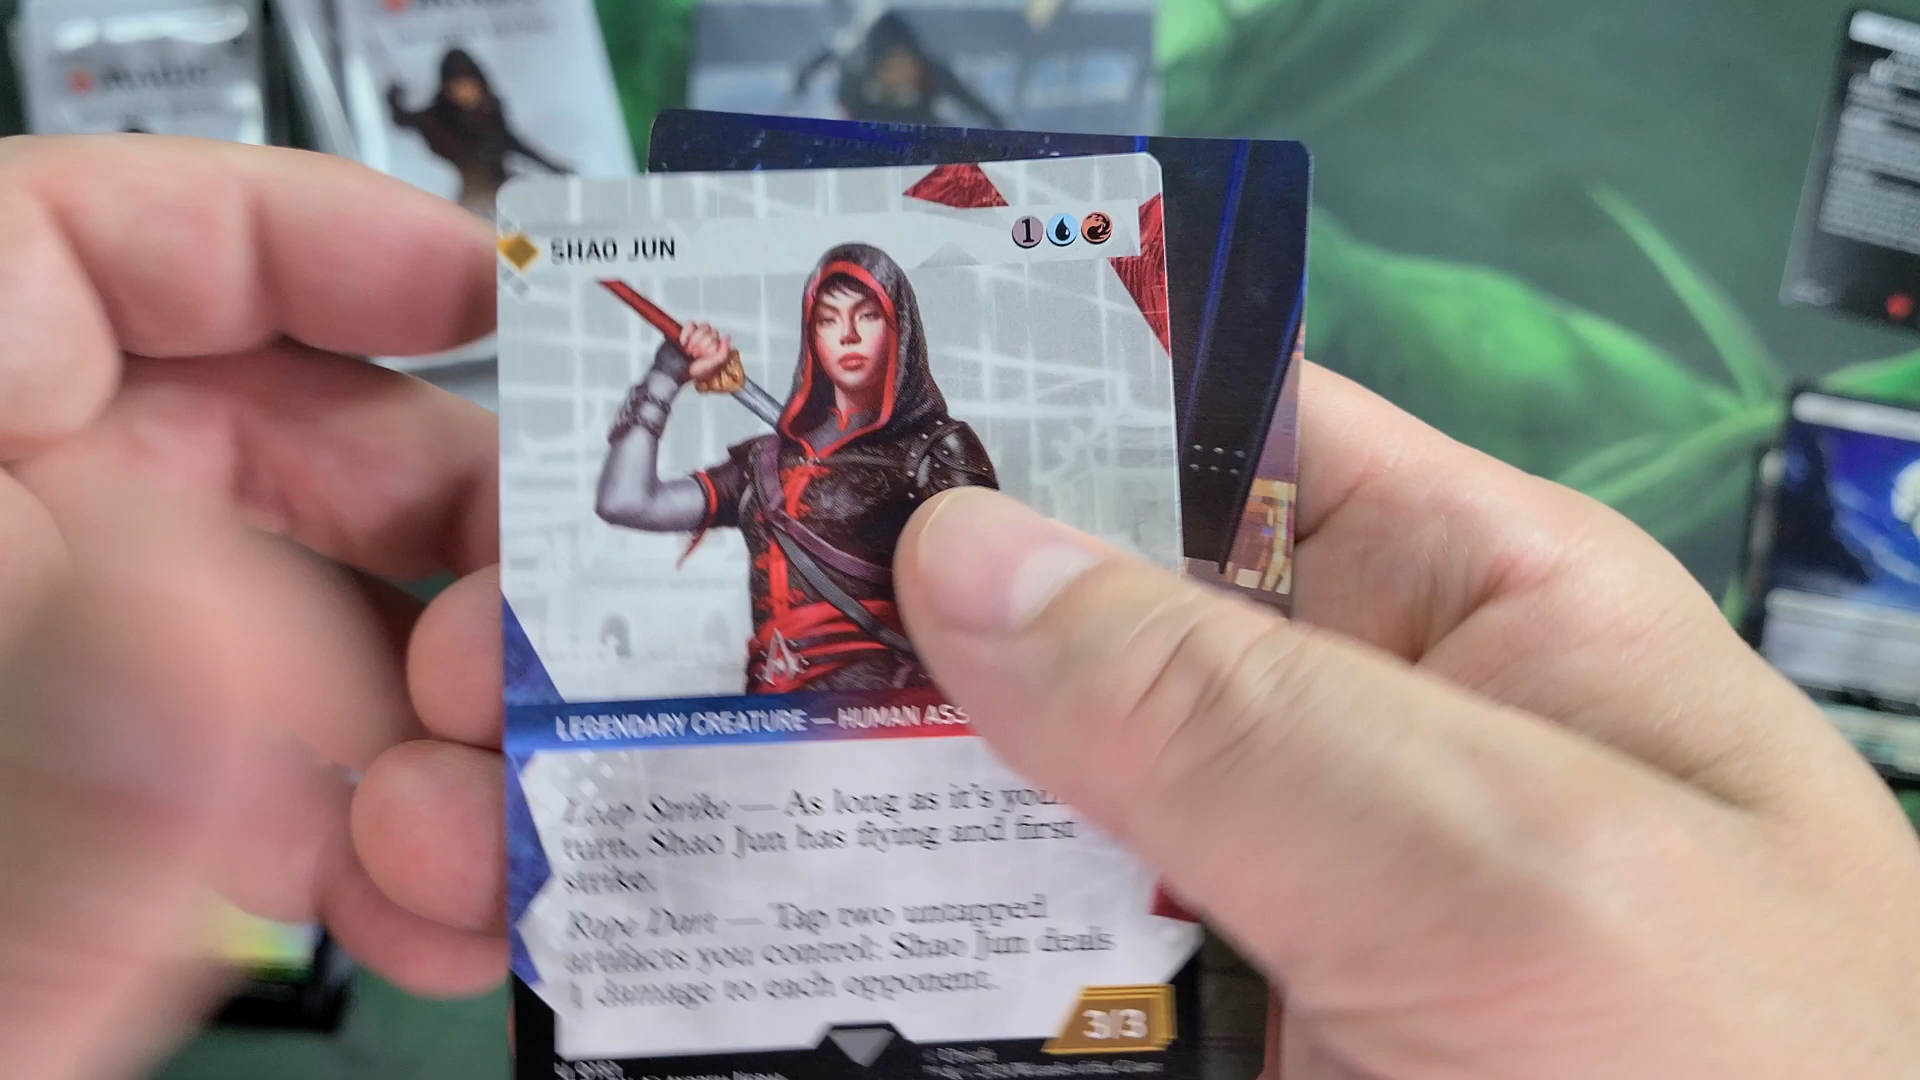 SHAO JUN
1
LEGENDARY CREATURE — HUMAN ASS
Leap Strike — As long as it's your
turn, Shao Jun has flying and first
strike.
Rope Dart — Tap two untapped
artifacts you control: Shao Jun deals
1 damage to each opponent.
3/3